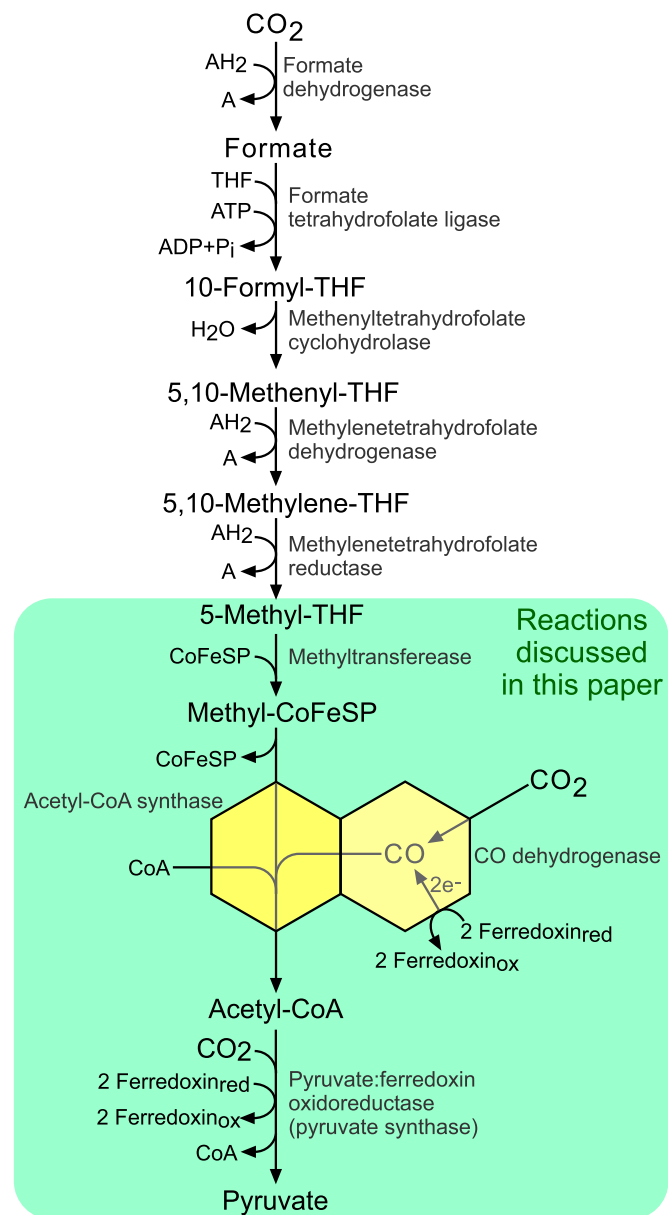 CO2
AH2
A
Formate
dehydrogenase
Formate
THF
ATP
ADP+Pi
Formate
tetrahydrofolate ligase
10-Formyl-THF
H2O
Methenyltetrahydrofolate
cyclohydrolase
5,10-Methenyl-THF
AH2
A
Methylenetetrahydrofolate
dehydrogenase
5,10-Methylene-THF
AH2
A
Methylenetetrahydrofolate
reductase
5-Methyl-THF
Reactions
discussed
in this paper
CoFeSP
Methyltransferease
Methyl-CoFeSP
CoFeSP
CO2
Acetyl-CoA synthase
CoA
CO
CO dehydrogenase
2e-
2 Ferredoxinred
2 Ferredoxinox
Acetyl-CoA
CO2
2 Ferredoxinred
2 Ferredoxinox
CoA
Pyruvate:ferredoxin
oxidoreductase
(pyruvate synthase)
Pyruvate